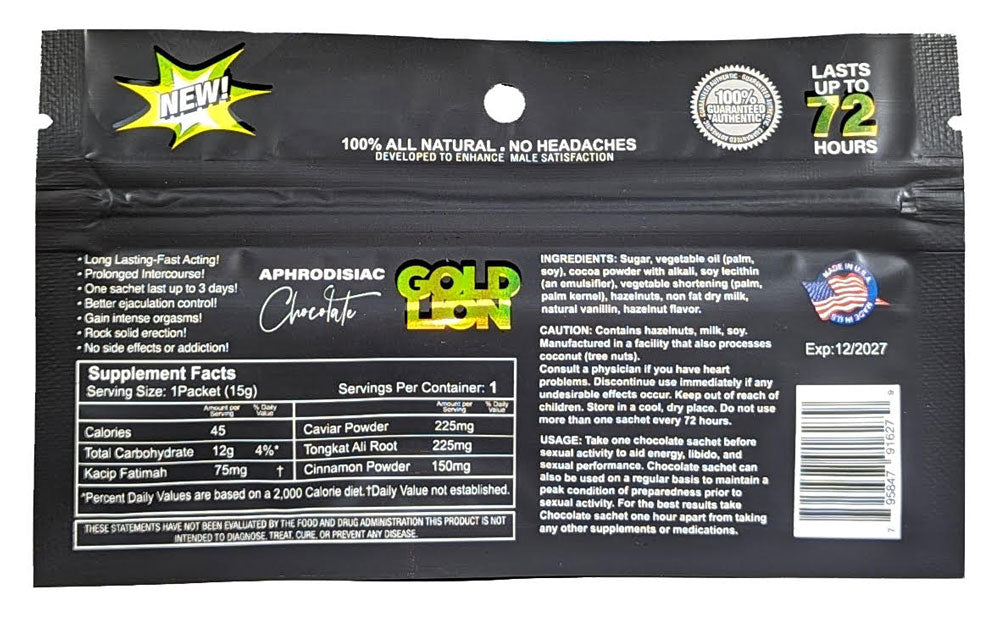 NEW!
100% ALL NATURAL . NO HEADACHES
DEVELOPED TO ENHANCE MALE SATISFACTION
100%
GUARANTEED
AUTHENTIC
LASTS
UP TO
72
HOURS
• Long Lasting-Fast Acting!
• Prolonged Intercourse!
• One sachet last up to 3 days!
• Better ejaculation control!
• Gain intense orgasms!
• Rock solid erection!
• No side effects or addiction!
APHRODISIAC
Chocolate
GOLD
LION
Supplement Facts
Serving Size: 1Packet (15g)
Servings Per Container: 1
Amount per Serving % Daily Value
Amount per Serving % Daily Value
Calories 45
Total Carbohydrate 12g 4%*
Kacip Fatimah 75mg †
Caviar Powder 225mg
Tongkat Ali Root 225mg
Cinnamon Powder 150mg
*Percent Daily Values are based on a 2,000 Calorie diet.†Daily Value not established.
THESE STATEMENTS HAVE NOT BEEN EVALUATED BY THE FOOD AND DRUG ADMINISTRATION THIS PRODUCT IS NOT
INTENDED TO DIAGNOSE, TREAT, CURE, OR PREVENT ANY DISEASE.
INGREDIENTS: Sugar, vegetable oil (palm,
soy), cocoa powder with alkali, soy lecithin
(an emulsifier), vegetable shortening (palm,
palm kernel), hazelnuts, non fat dry milk,
natural vanillin, hazelnut flavor.
CAUTION: Contains hazelnuts, milk, soy.
Manufactured in a facility that also processes
coconut (tree nuts).
Consult a physician if you have heart
problems. Discontinue use immediately if any
undesirable effects occur. Keep out of reach of
children. Store in a cool, dry place. Do not use
more than one sachet every 72 hours.
USAGE: Take one chocolate sachet before
sexual activity to aid energy, libido, and
sexual performance. Chocolate sachet can
also be used on a regular basis to maintain a
peak condition of preparedness prior to
sexual activity. For the best results take
Chocolate sachet one hour apart from taking
any other supplements or medications.
MADE IN U.S.A
MADE IN U.S
Exp:12/2027
7 95847 91627 9